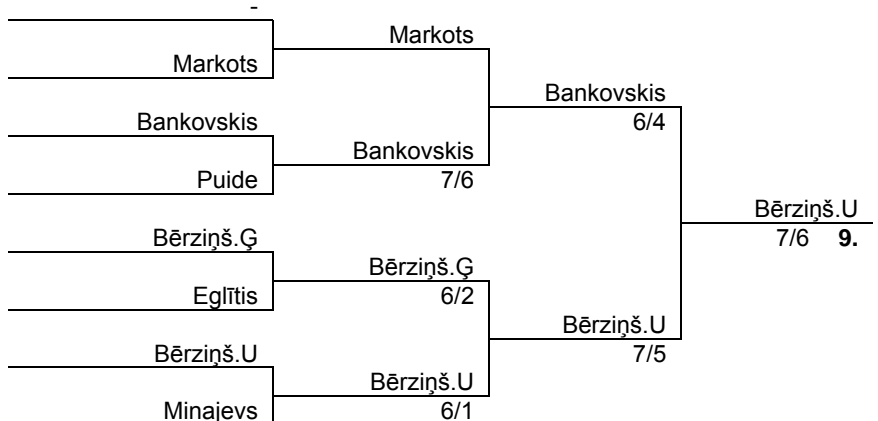 -
Markots
Markots
Bankovskis
6/4
Bankovskis
Bankovskis
7/6
Puide
Bērziņš.U
7/6 9.
Bērziņš.Ģ
Bērziņš.Ģ
6/2
Eglītis
Bērziņš.U
7/5
Bērziņš.U
Bērziņš.U
6/1
Minajevs